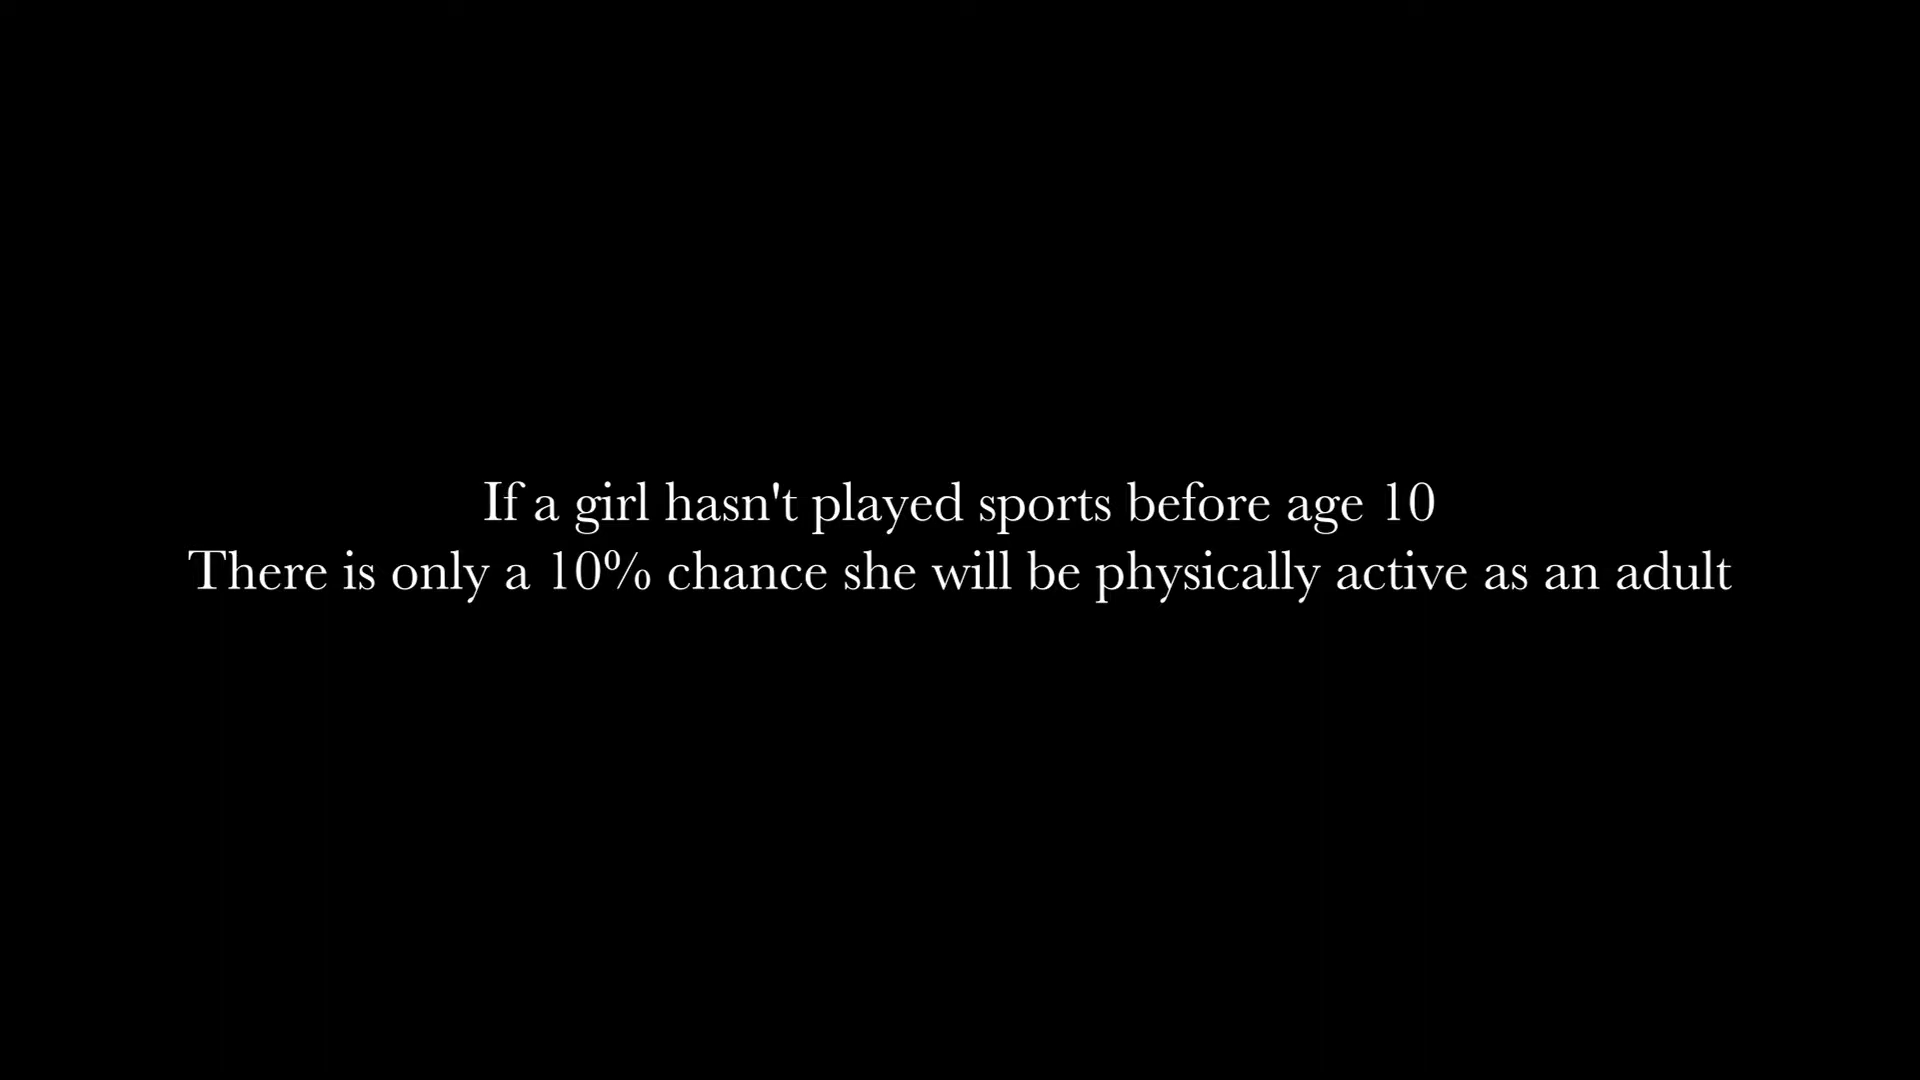 If a girl hasn't played sports before age 10
There is only a 10% chance she will be physically active as an adult